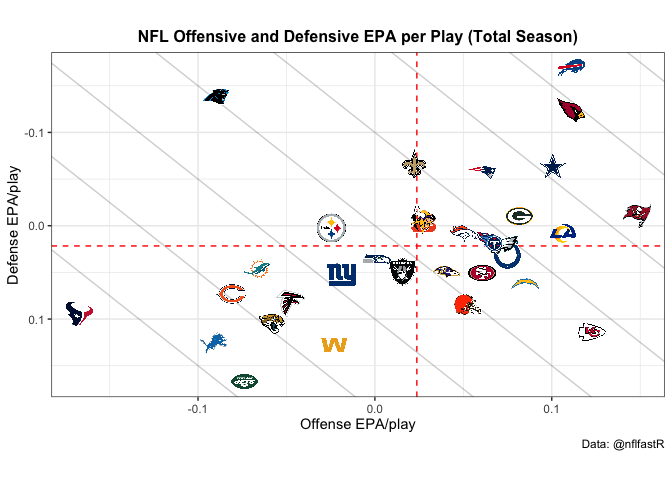 NFL Offensive and Defensive EPA per Play (Total Season)
-0.1
0.0
0.1
Defense EPA/play
-0.1
0.0
0.1
Offense EPA/play
Data: @nflfastR